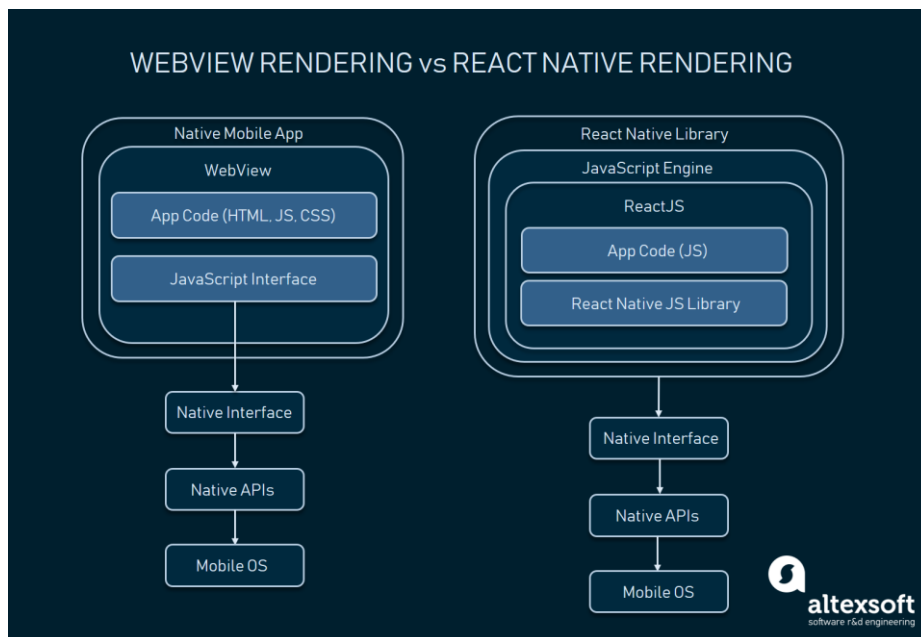 WEBVIEW RENDERING vs REACT NATIVE RENDERING
Native Mobile App
WebView
App Code (HTML, JS, CSS)
JavaScript Interface
Native Interface
Native APIs
Mobile OS
React Native Library
JavaScript Engine
ReactJS
App Code (JS)
React Native JS Library
Native Interface
Native APIs
Mobile OS
altexsoft
software r&d engineering